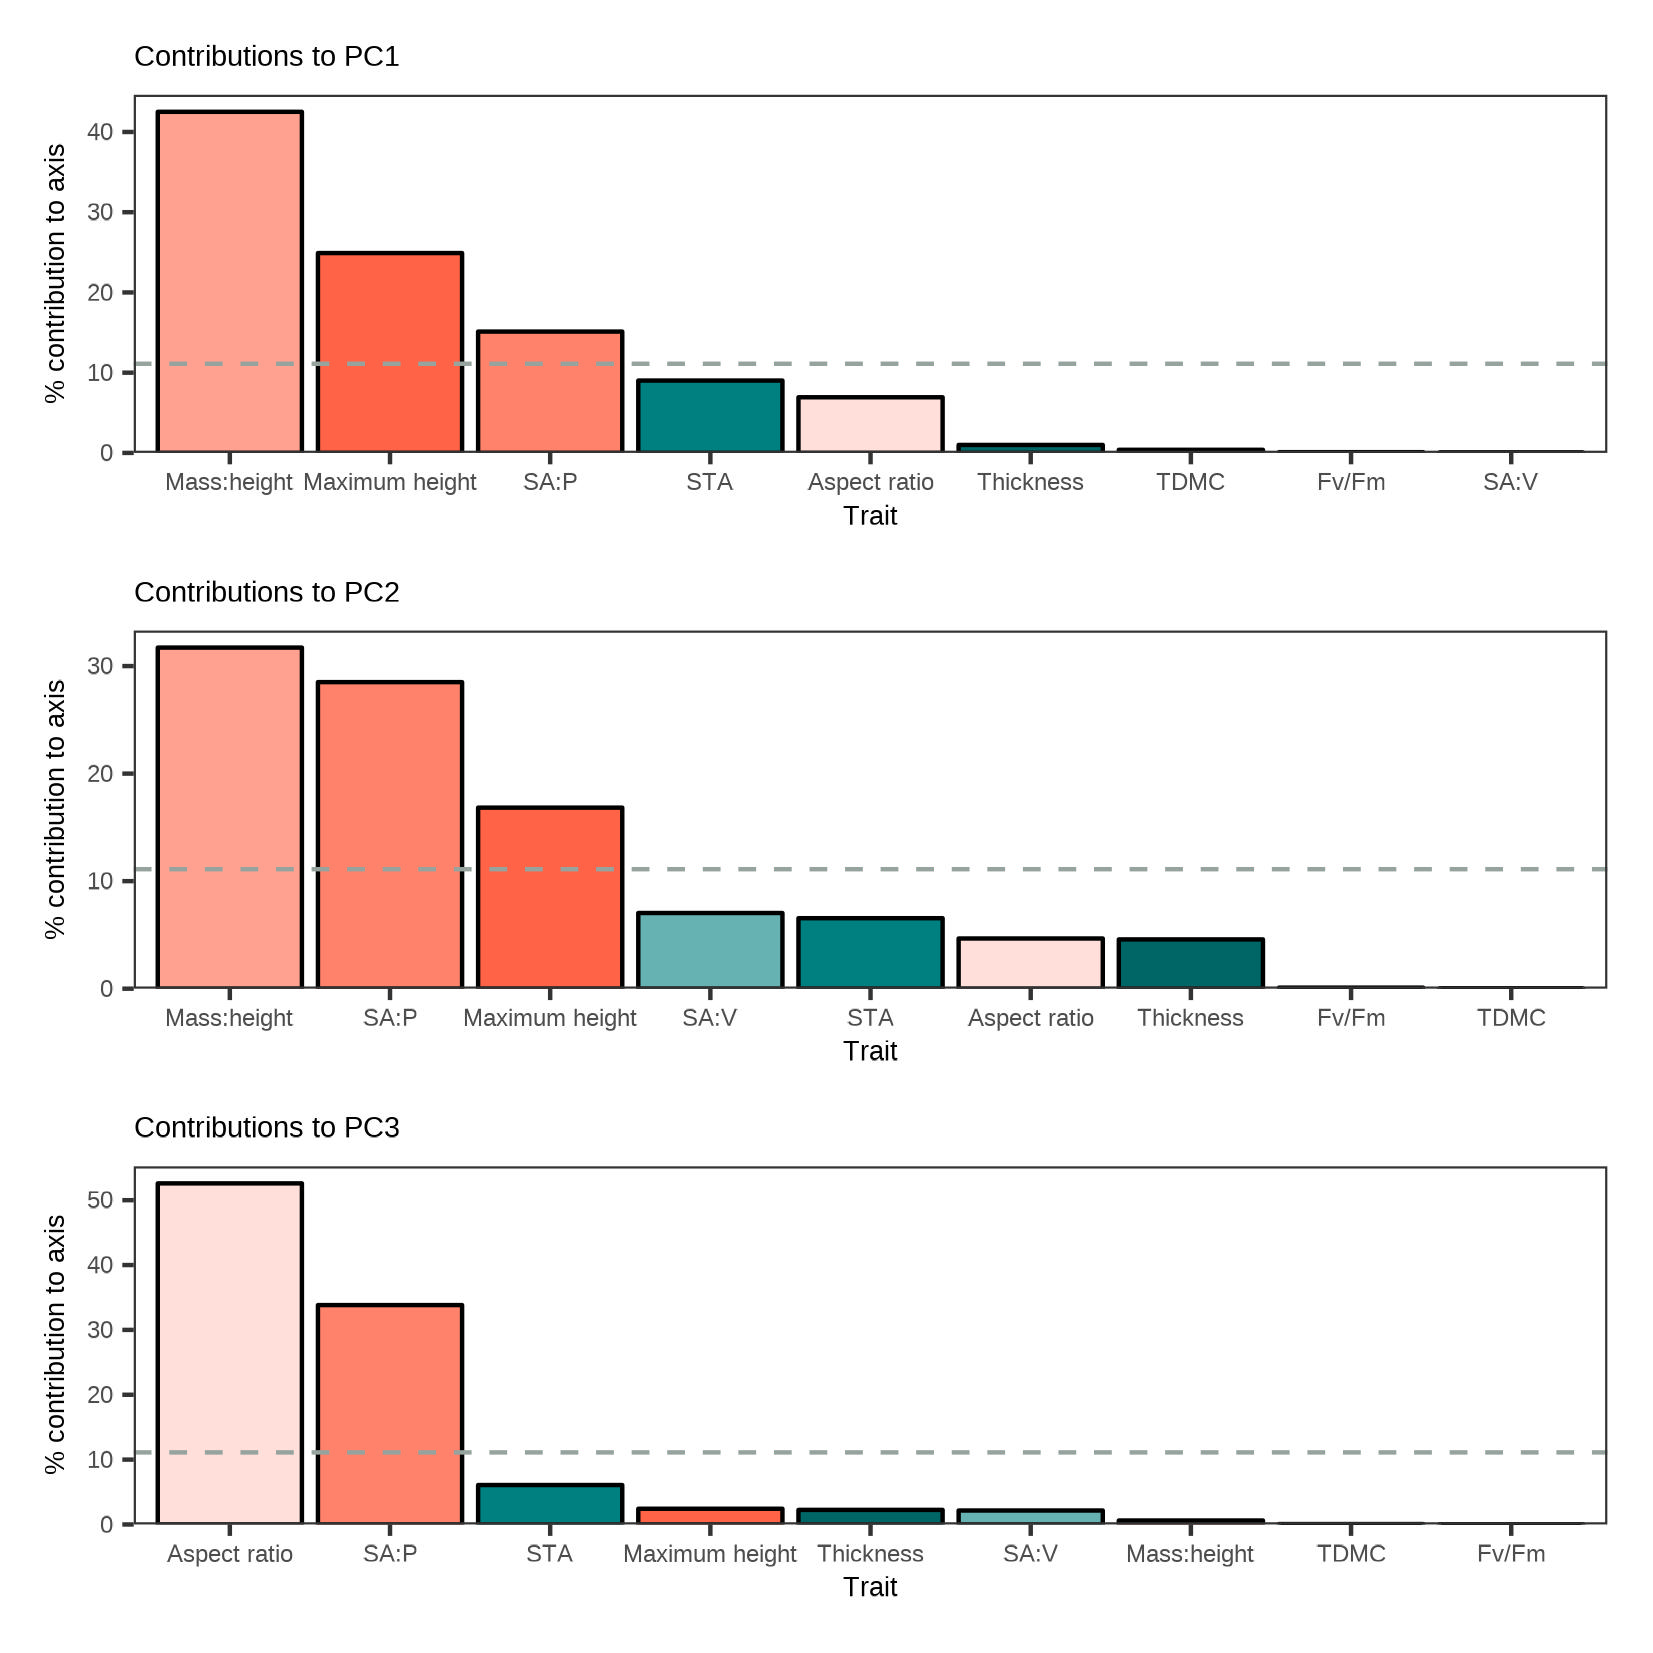 Contributions to PC1
% contribution to axis
40
30
20
10
0
Mass:height Maximum height SA:P STA Aspect ratio Thickness TDMC Fv/Fm SA:V
Trait
Contributions to PC2
% contribution to axis
30
20
10
0
Mass:height SA:P Maximum height SA:V STA Aspect ratio Thickness Fv/Fm TDMC
Trait
Contributions to PC3
% contribution to axis
50
40
30
20
10
0
Aspect ratio SA:P STA Maximum height Thickness SA:V Mass:height TDMC Fv/Fm
Trait